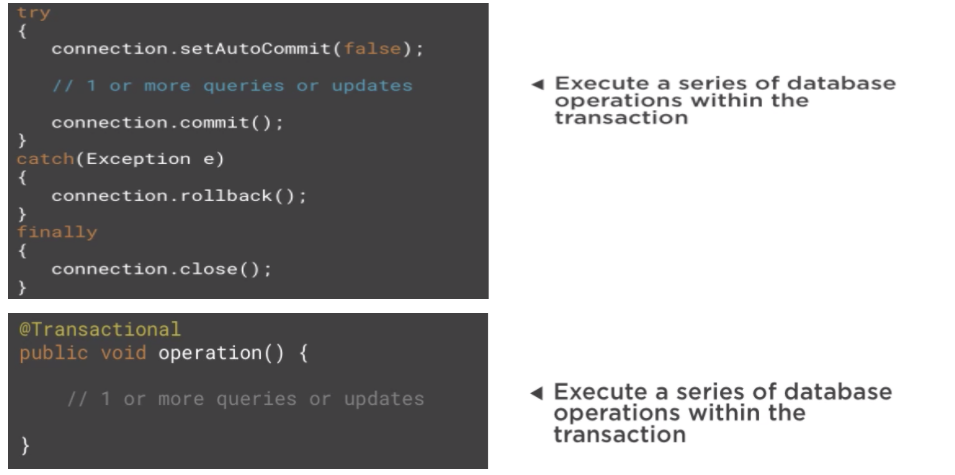 try
{
connection.setAutoCommit(false);
// 1 or more queries or updates
connection.commit();
}
catch(Exception e)
{
connection.rollback();
}
finally
{
connection.close();
}
◄ Execute a series of database
operations within the
transaction
@Transactional
public void operation() {
// 1 or more queries or updates
}
◄ Execute a series of database
operations within the
transaction